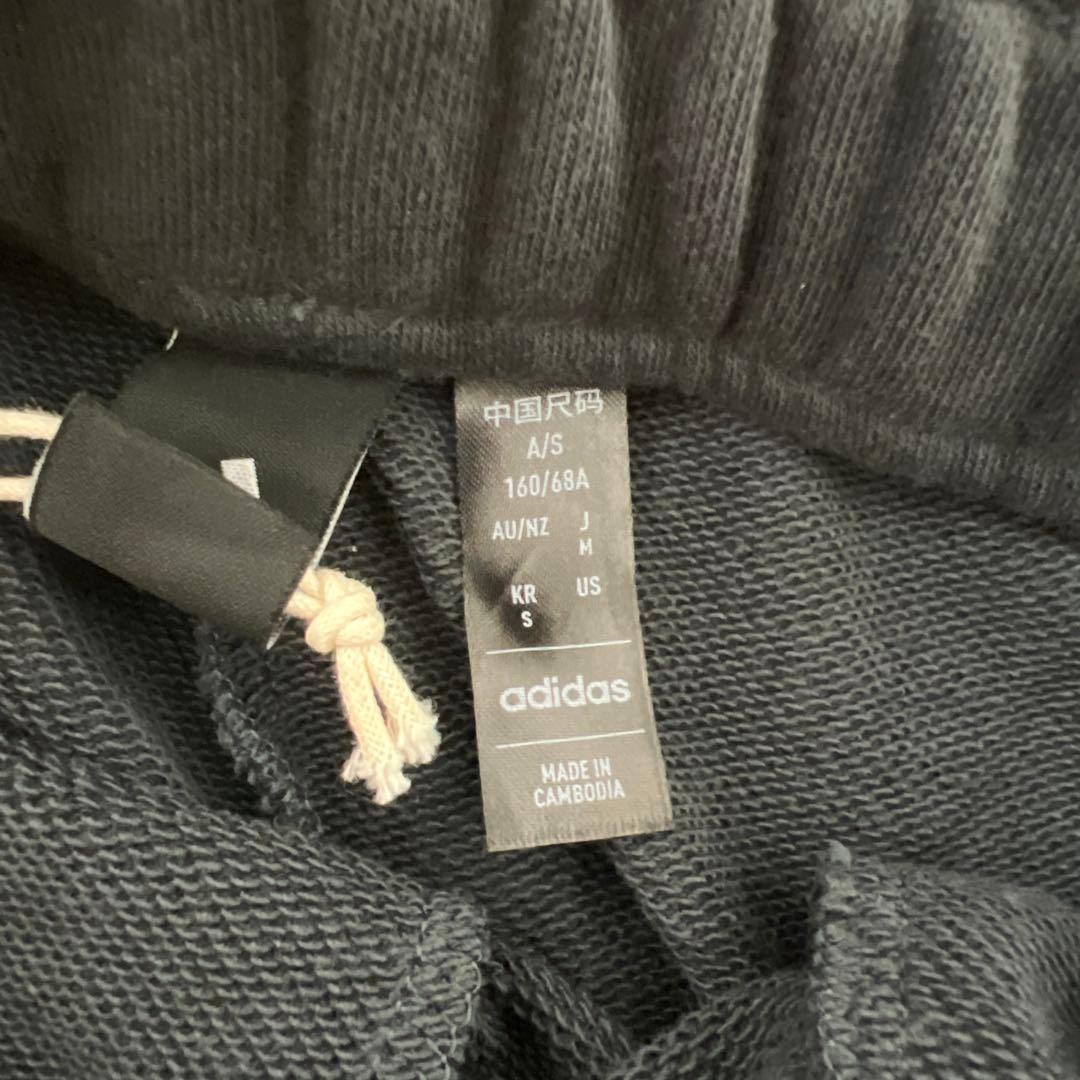 中国尺码
A/S
160/68A
AU/NZ J
M
KR US
S
adidas
MADE IN
CAMBODIA